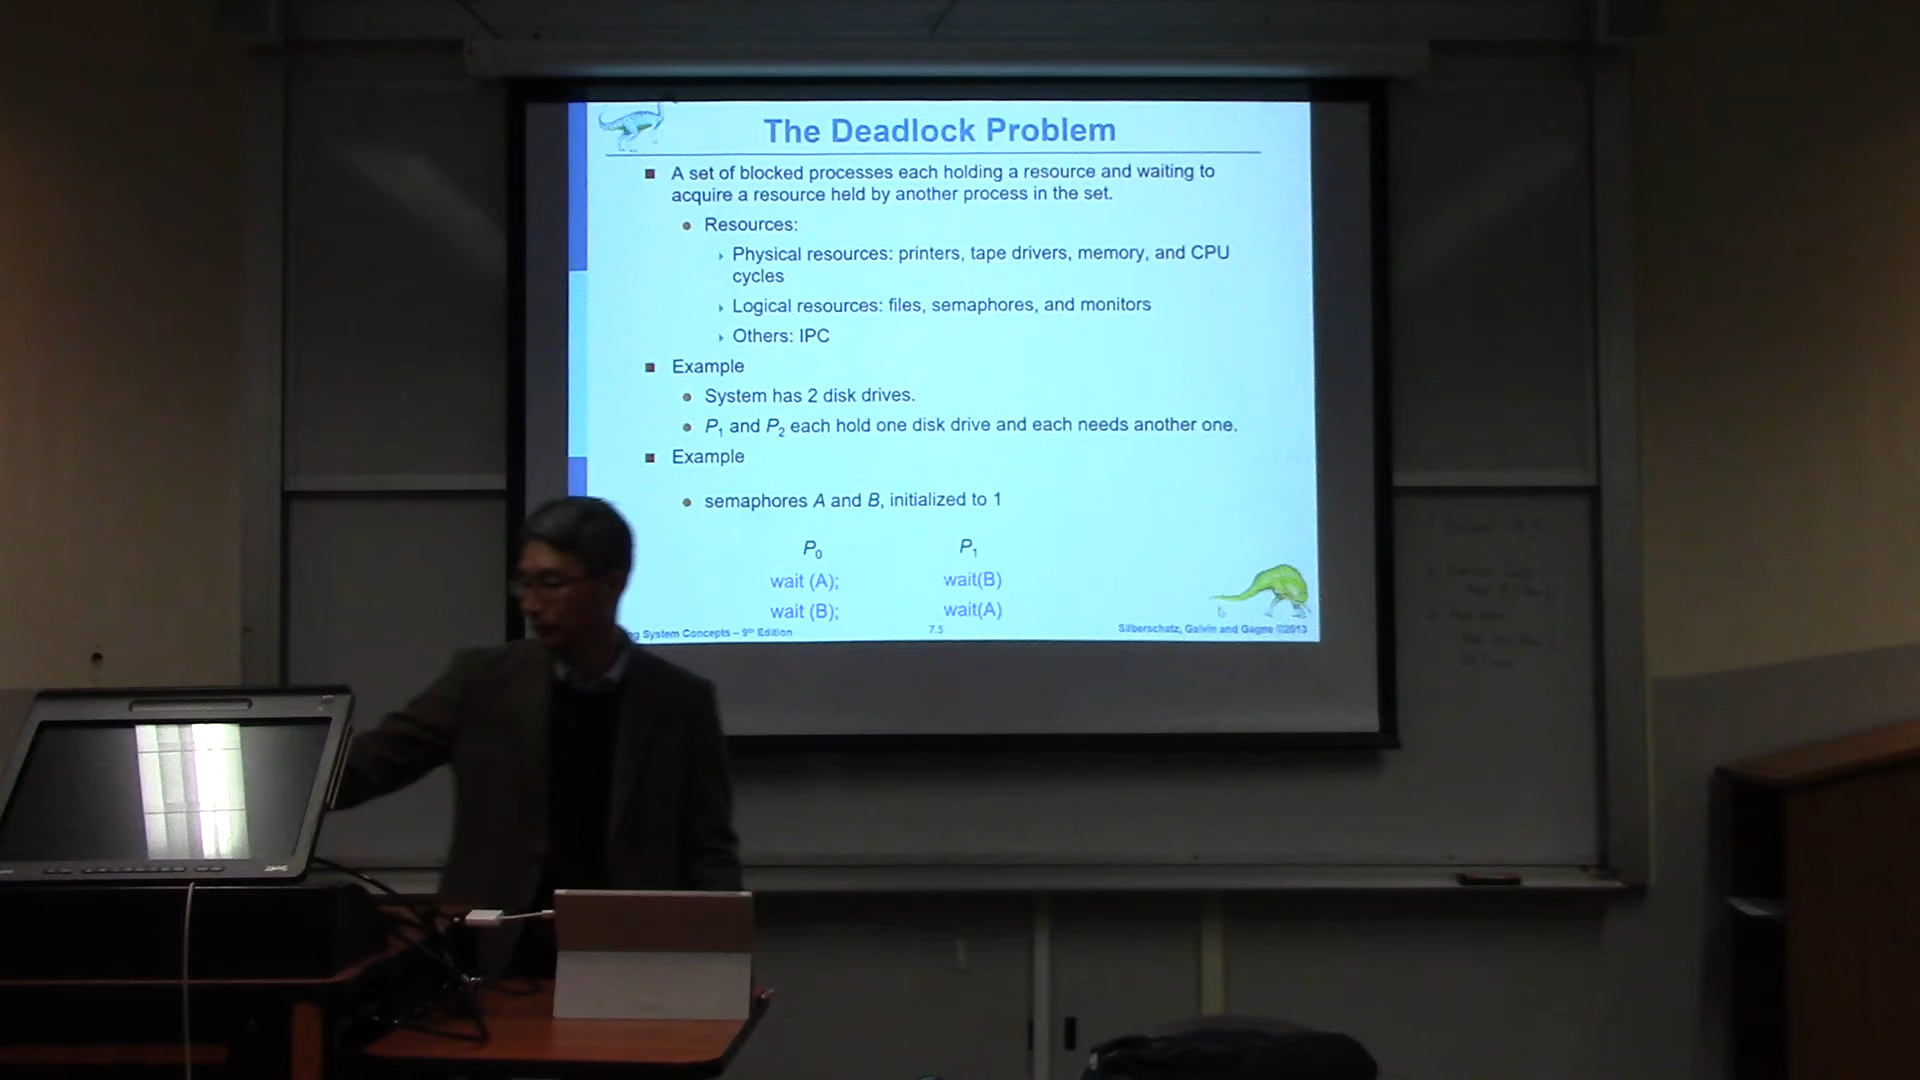 The Deadlock Problem
A set of blocked processes each holding a resource and waiting to
acquire a resource held by another process in the set.
Resources:
Physical resources: printers, tape drivers, memory, and CPU
cycles
Logical resources: files, semaphores, and monitors
Others: IPC
Example
System has 2 disk drives.
P1 and P2 each hold one disk drive and each needs another one.
Example
semaphores A and B, initialized to 1
P0 P1
wait (A); wait(B)
wait (B); wait(A)
System Concepts – 9th Edition 7.5 Silberschatz, Galvin and Gagne ©2013